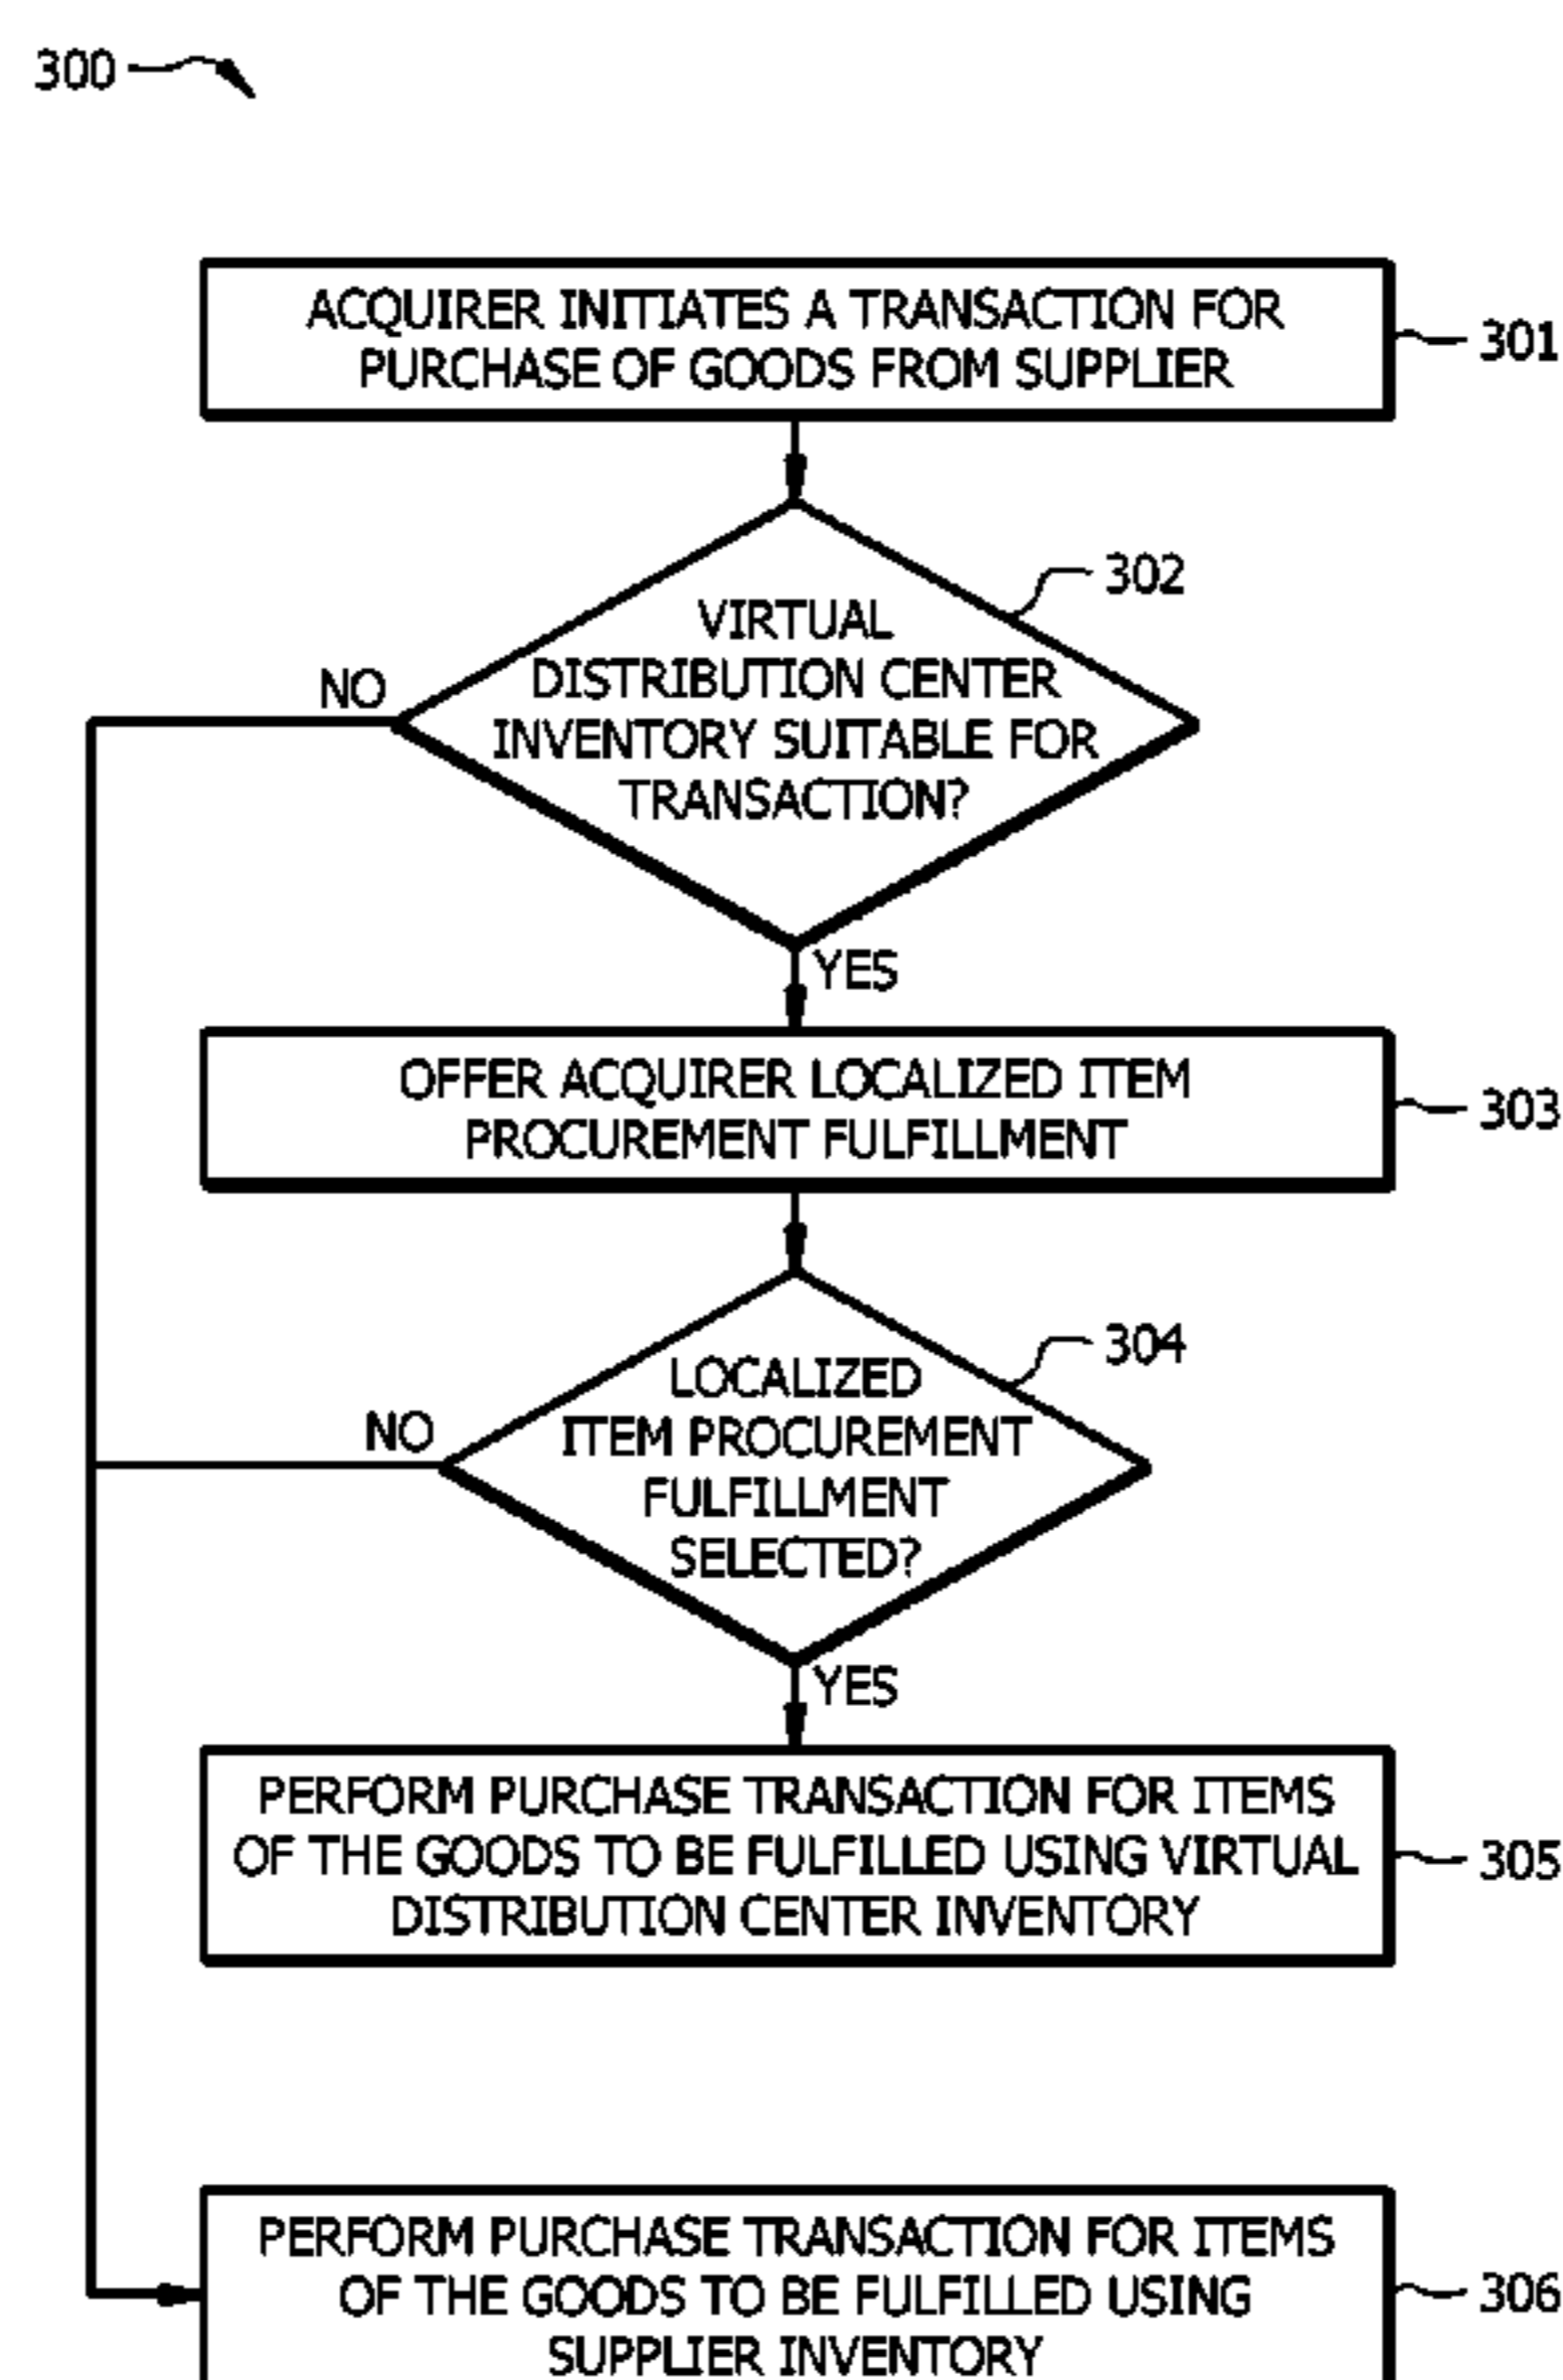 300
ACQUIRER INITIATES A TRANSACTION FOR
PURCHASE OF GOODS FROM SUPPLIER
301
302
VIRTUAL
DISTRIBUTION CENTER
INVENTORY SUITABLE FOR
TRANSACTION?
NO
YES
OFFER ACQUIRER LOCALIZED ITEM
PROCUREMENT FULFILLMENT
303
304
LOCALIZED
ITEM PROCUREMENT
FULFILLMENT
SELECTED?
NO
YES
PERFORM PURCHASE TRANSACTION FOR ITEMS
OF THE GOODS TO BE FULFILLED USING VIRTUAL
DISTRIBUTION CENTER INVENTORY
305
PERFORM PURCHASE TRANSACTION FOR ITEMS
OF THE GOODS TO BE FULFILLED USING
SUPPLIER INVENTORY
306